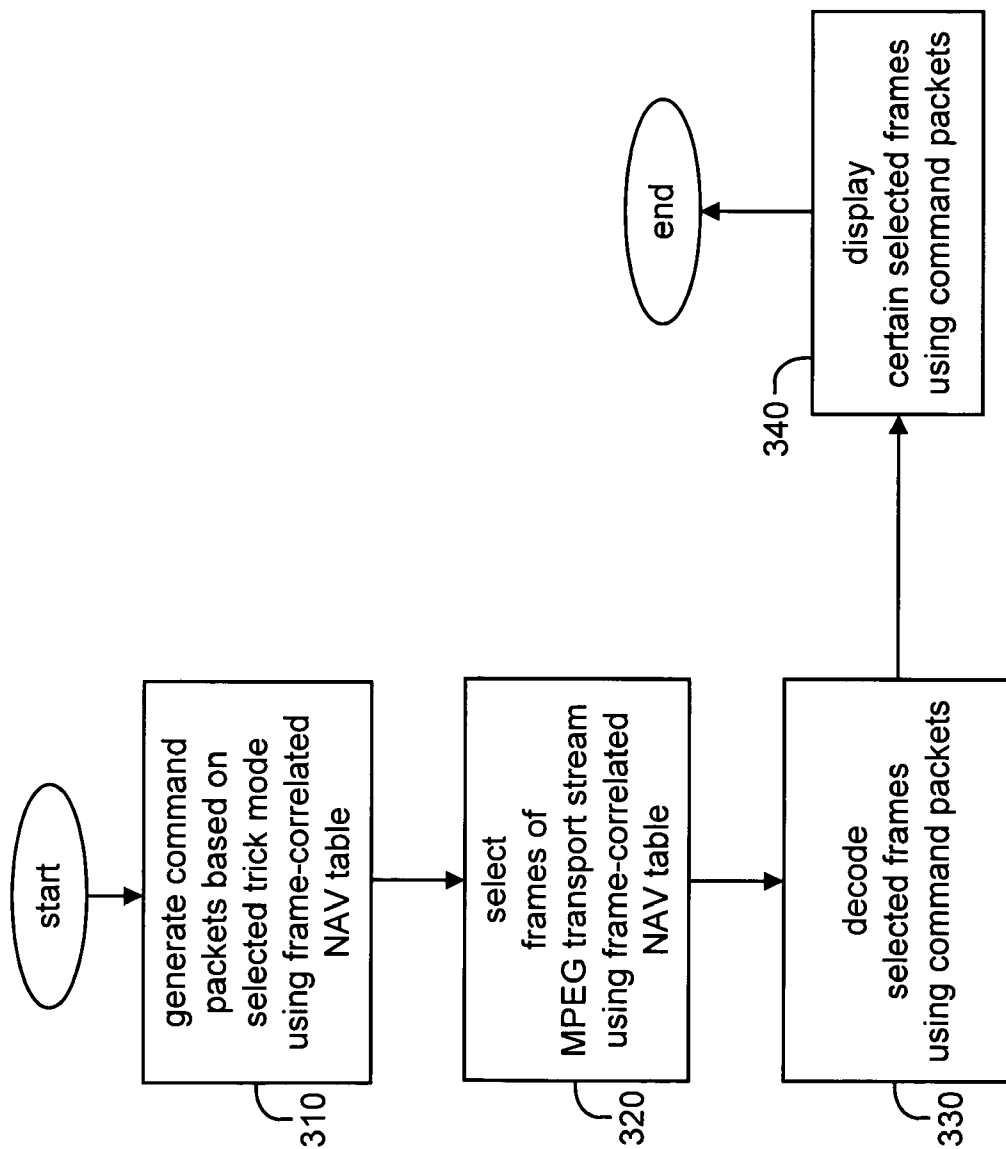 start
generate command
packets based on
selected trick mode
using frame-correlated
NAV table
310
select
frames of
MPEG transport stream
using frame-correlated
NAV table
320
decode
selected frames
using command packets
330
display
certain selected frames
using command packets
340
end